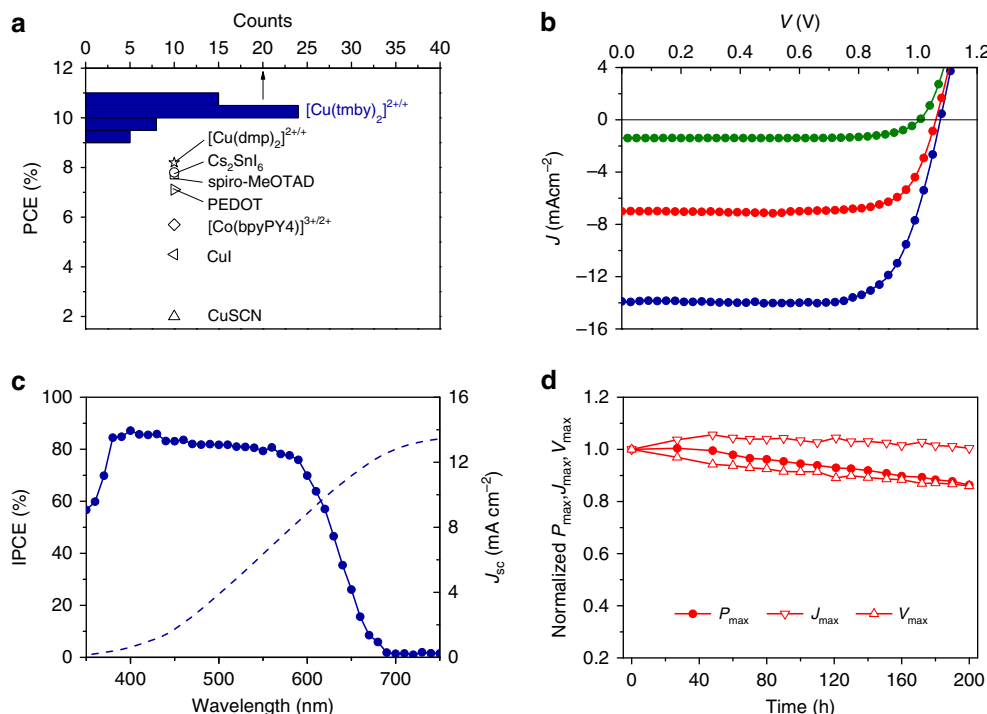 a
Counts
0 5 10 15 20 25 30 35 40
PCE (%)
12
10
8
6
4
2
[Cu(tmby)2]2+/+
[Cu(dmp)2]2+/+
Cs2SnI6
spiro-MeOTAD
PEDOT
[Co(bpyPY4)]3+/2+
CuI
CuSCN
b
V (V)
0.0 0.2 0.4 0.6 0.8 1.0 1.2
J (mAcm−2)
4
0
−4
−8
−12
−16
c
IPCE (%)
100
80
60
40
20
0
16
12
8
4
0
Jsc (mA cm−2)
400 500 600 700
Wavelength (nm)
d
Normalized Pmax,Jmax, Vmax
1.2
1.0
0.8
0.6
0.4
0.2
Pmax Jmax Vmax
0 40 80 120 160 200
Time (h)